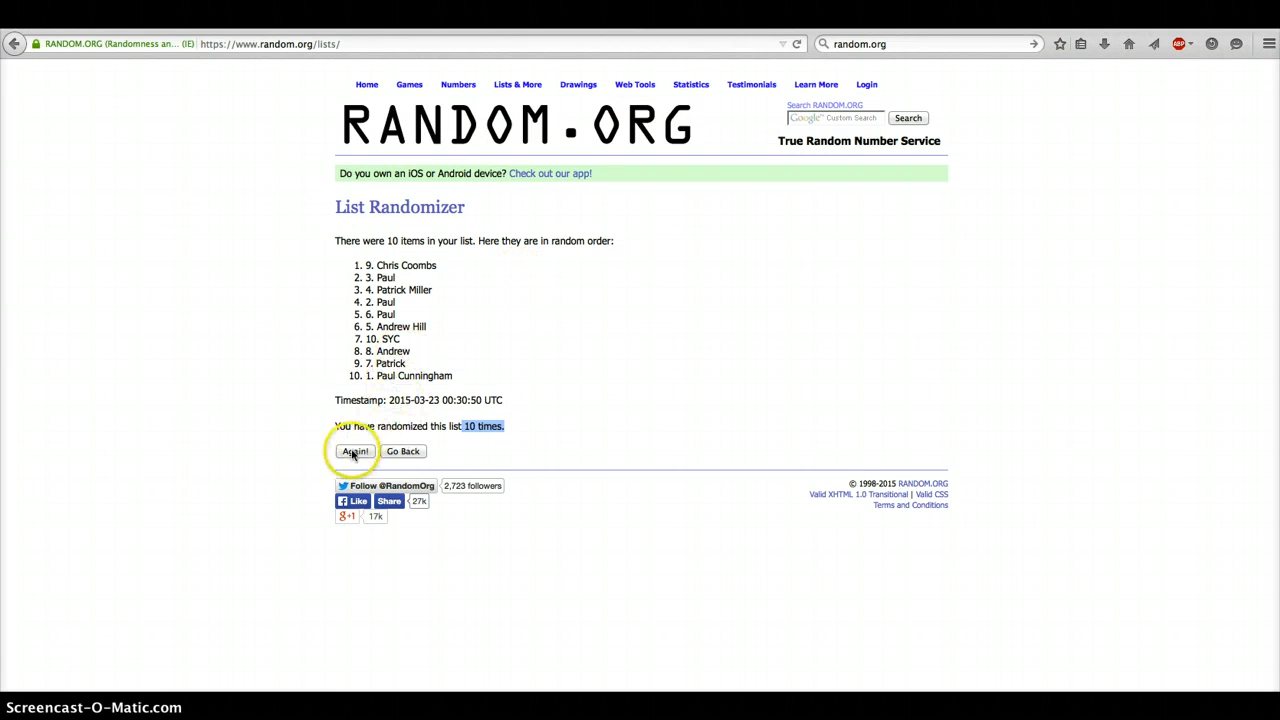 RANDOM.ORG (Randomness an... (IE) https://www.random.org/lists/ random.org ABP
Home Games Numbers Lists & More Drawings Web Tools Statistics Testimonials Learn More Login
Search RANDOM.ORG
RANDOM.ORG
Google™ Custom Search Search
True Random Number Service
Do you own an iOS or Android device? Check out our app!
List Randomizer
There were 10 items in your list. Here they are in random order:
1. 9. Chris Coombs
2. 3. Paul
3. 4. Patrick Miller
4. 2. Paul
5. 6. Paul
6. 5. Andrew Hill
7. 10. SYC
8. 8. Andrew
9. 7. Patrick
10. 1. Paul Cunningham
Timestamp: 2015-03-23 00:30:50 UTC
You have randomized this list 10 times.
Again! Go Back
Follow @RandomOrg 2,723 followers
Like Share 27k
g+1 17k
© 1998-2015 RANDOM.ORG
Valid XHTML 1.0 Transitional | Valid CSS
Terms and Conditions
Screencast-O-Matic.com